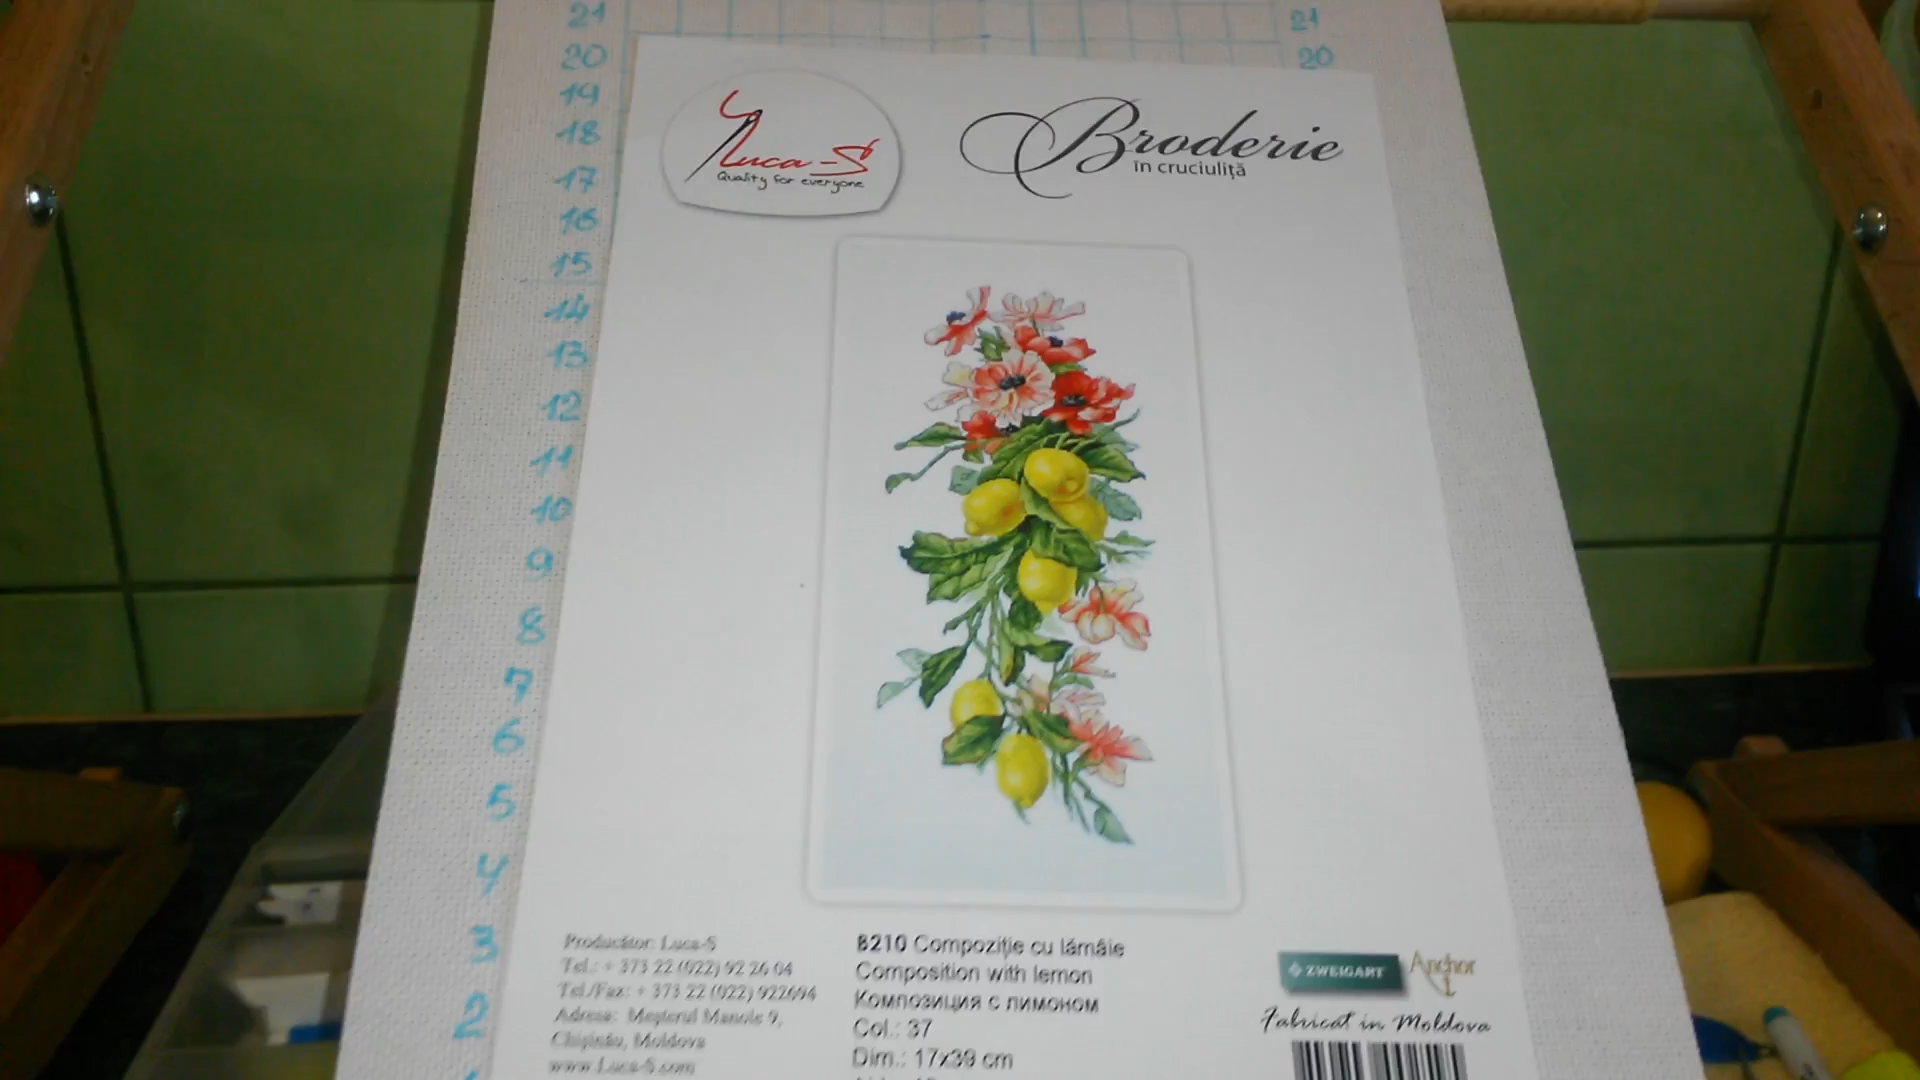 21 21
20 20
19
18
17
16
15
14
13
12
11
10
9
8
7
6
5
4
3
2
Luca-S
Quality for everyone
Broderie
în cruciuliță
Producător: Luca-S
Tel.: + 373 22 (022) 92 26 04
Tel./Fax: + 373 22 (022) 922694
Adresa: Meșterul Manole 9,
Chișinău, Moldova
www.Luca-S.com
B210 Compoziție cu lămâie
Composition with lemon
Композиция с лимоном
Col.: 37
Dim.: 17x39 cm
ZWEIGART
Anchor
Fabricat in Moldova